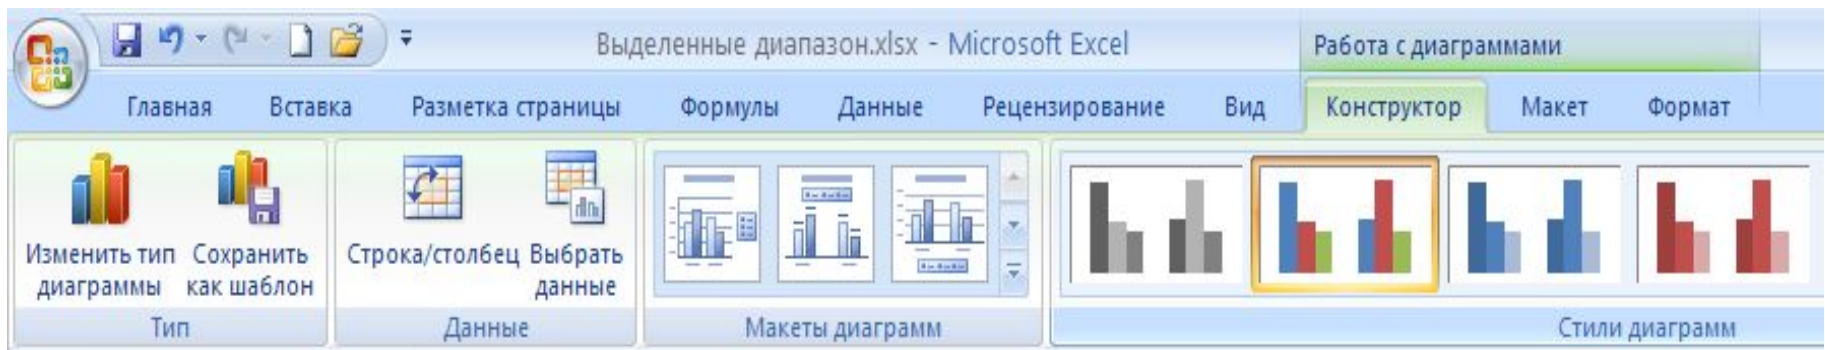 Выделенные диапазон.xlsx - Microsoft Excel
Работа с диаграммами
Главная Вставка Разметка страницы Формулы Данные Рецензирование Вид Конструктор Макет Формат
Изменить тип диаграммы
Сохранить как шаблон
Строка/столбец
Выбрать данные
Тип Данные Макеты диаграмм Стили диаграмм